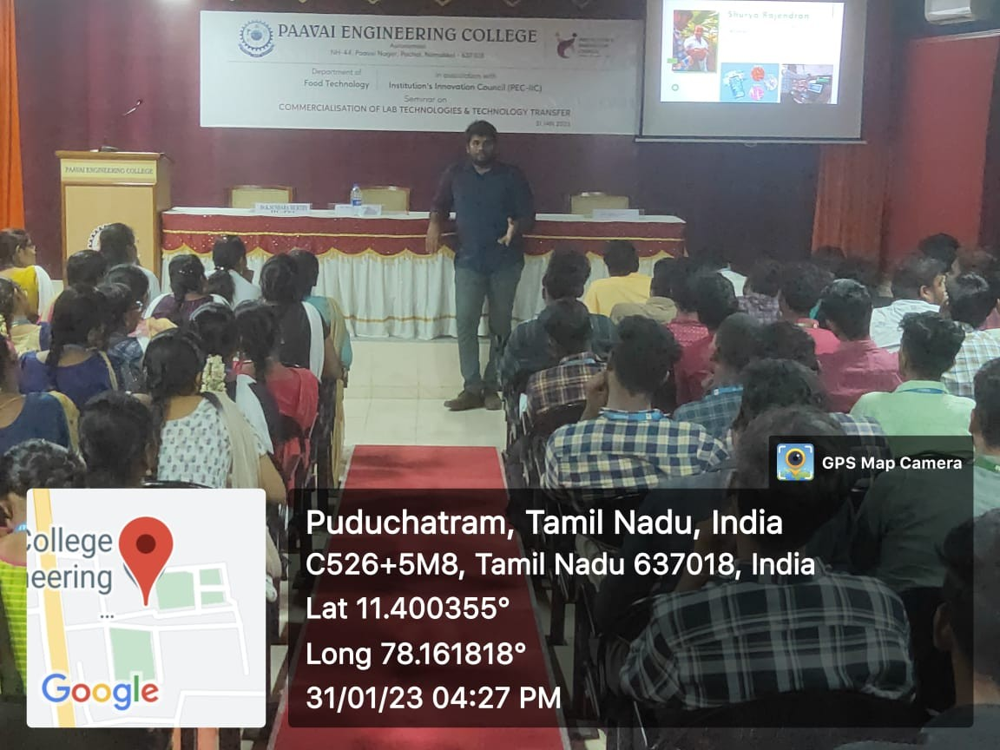 PAAVAI ENGINEERING COLLEGE
Autonomous
NH-44, Paavai Nagar, Pachal, Namakkal - 637 018
Department of
Food Technology
in association with
Institution's Innovation Council (PEC-IIC)
Seminar on
COMMERCIALISATION OF LAB TECHNOLOGIES & TECHNOLOGY TRANSFER
31 JAN 2023
Shurya Rajendran
PAAVAI ENGINEERING COLLEGE
GPS Map Camera
College
neering
...
Google
Puduchatram, Tamil Nadu, India
C526+5M8, Tamil Nadu 637018, India
Lat 11.400355°
Long 78.161818°
31/01/23 04:27 PM